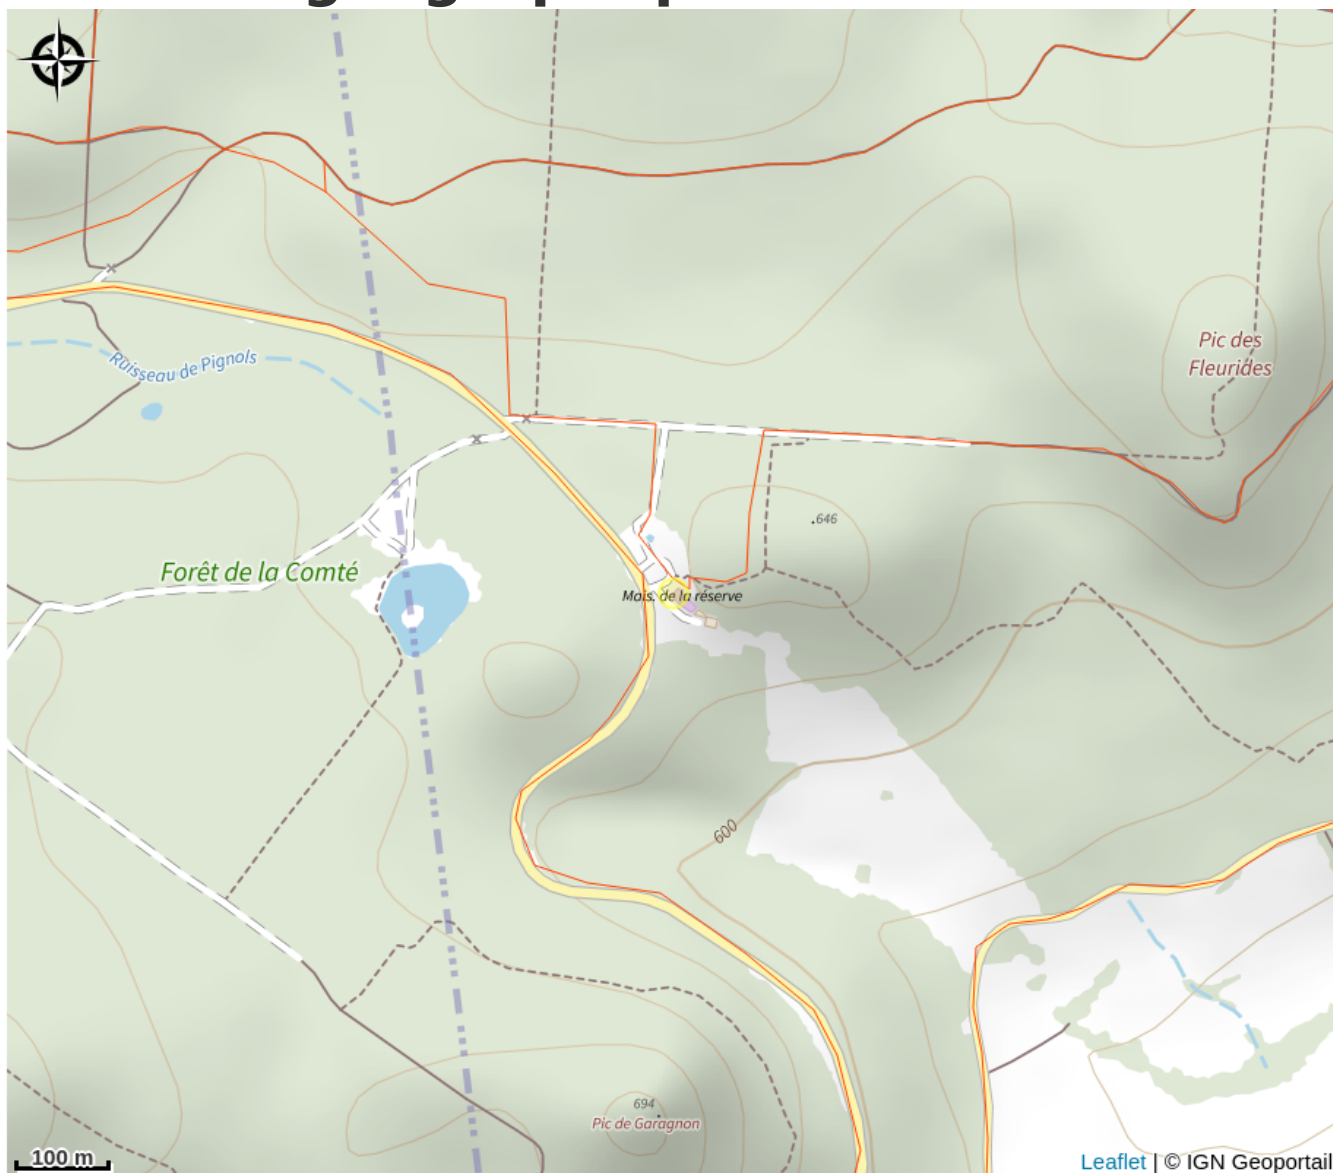 Ruisseau de Pignols
Pic des
Fleurides
.646
Forêt de la Comté
Mais. de la réserve
600
694
Pic de Garagnon
100 m
Leaflet | © IGN Geoportail